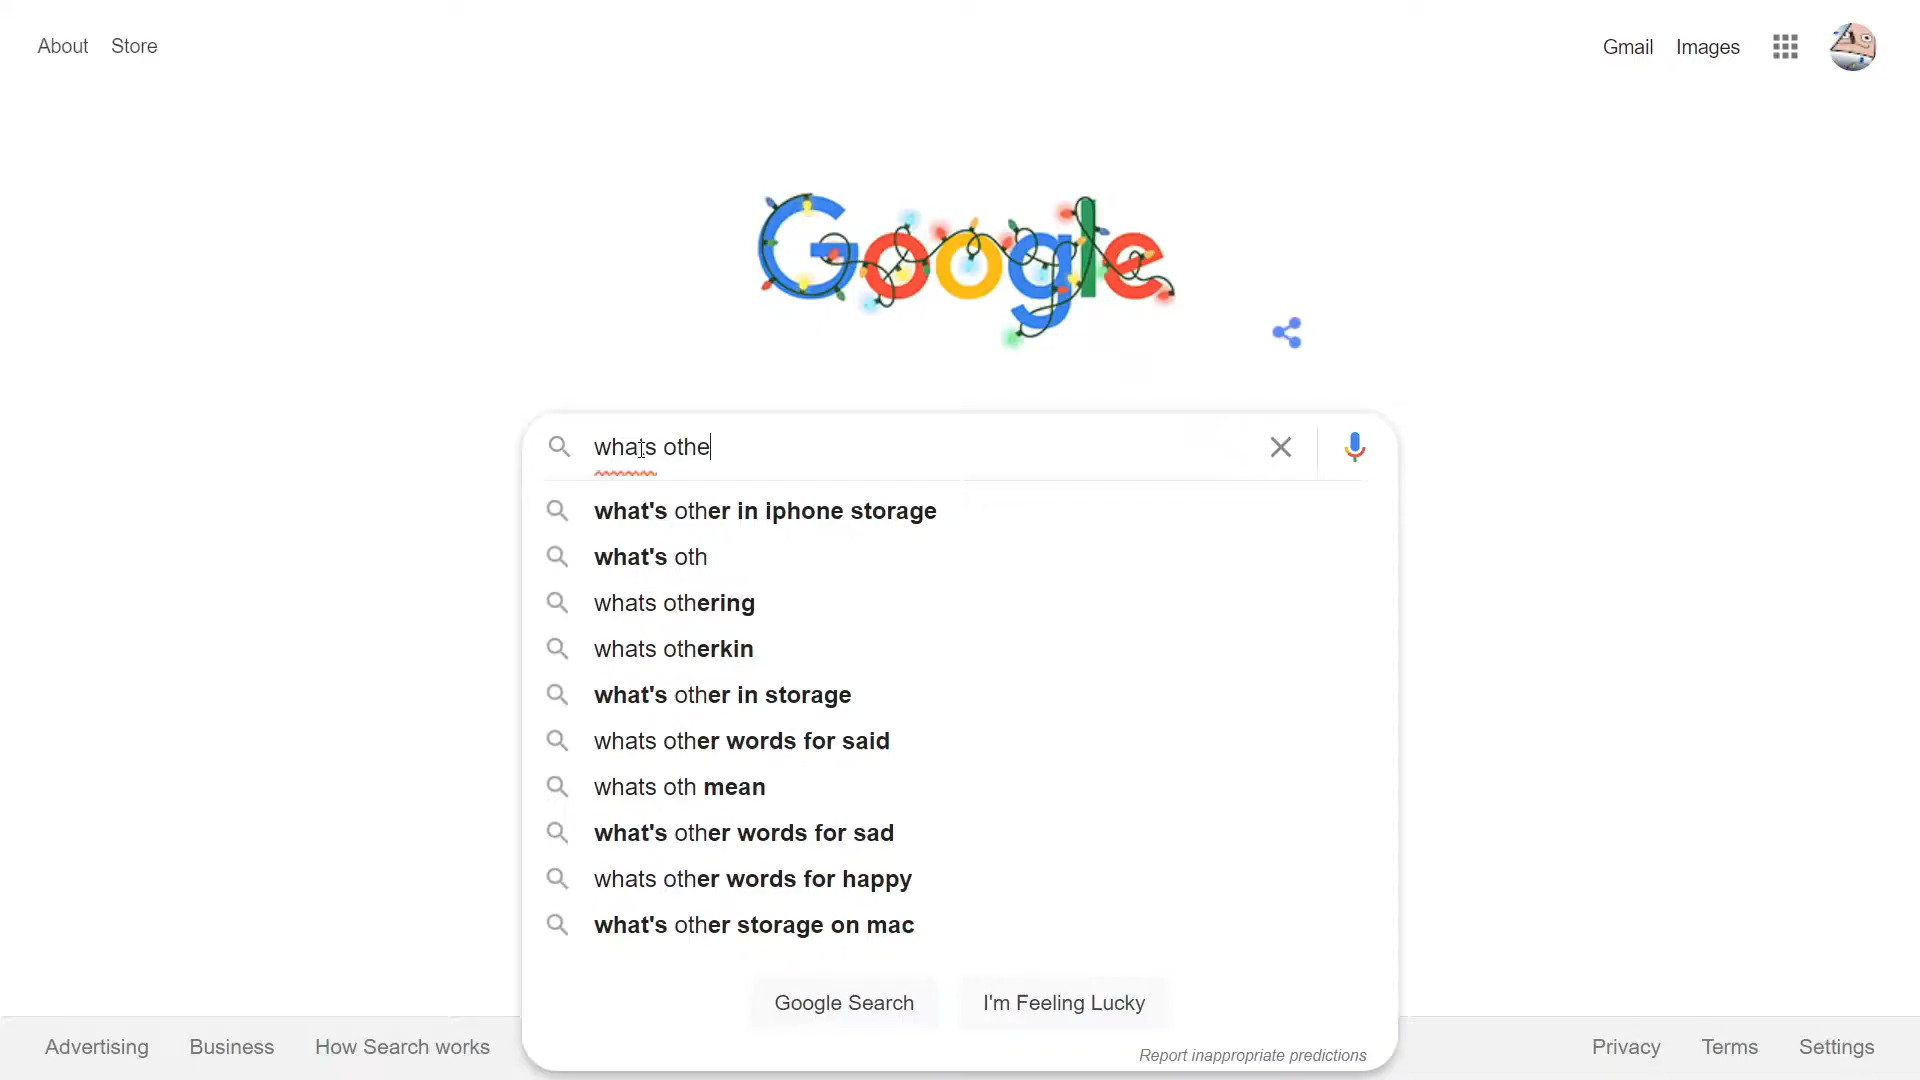 About Store
Gmail Images
Google
whats othe
what's other in iphone storage
what's oth
whats othering
whats otherkin
what's other in storage
whats other words for said
whats oth mean
what's other words for sad
whats other words for happy
what's other storage on mac
Google Search I'm Feeling Lucky
Report inappropriate predictions
Advertising Business How Search works
Privacy Terms Settings